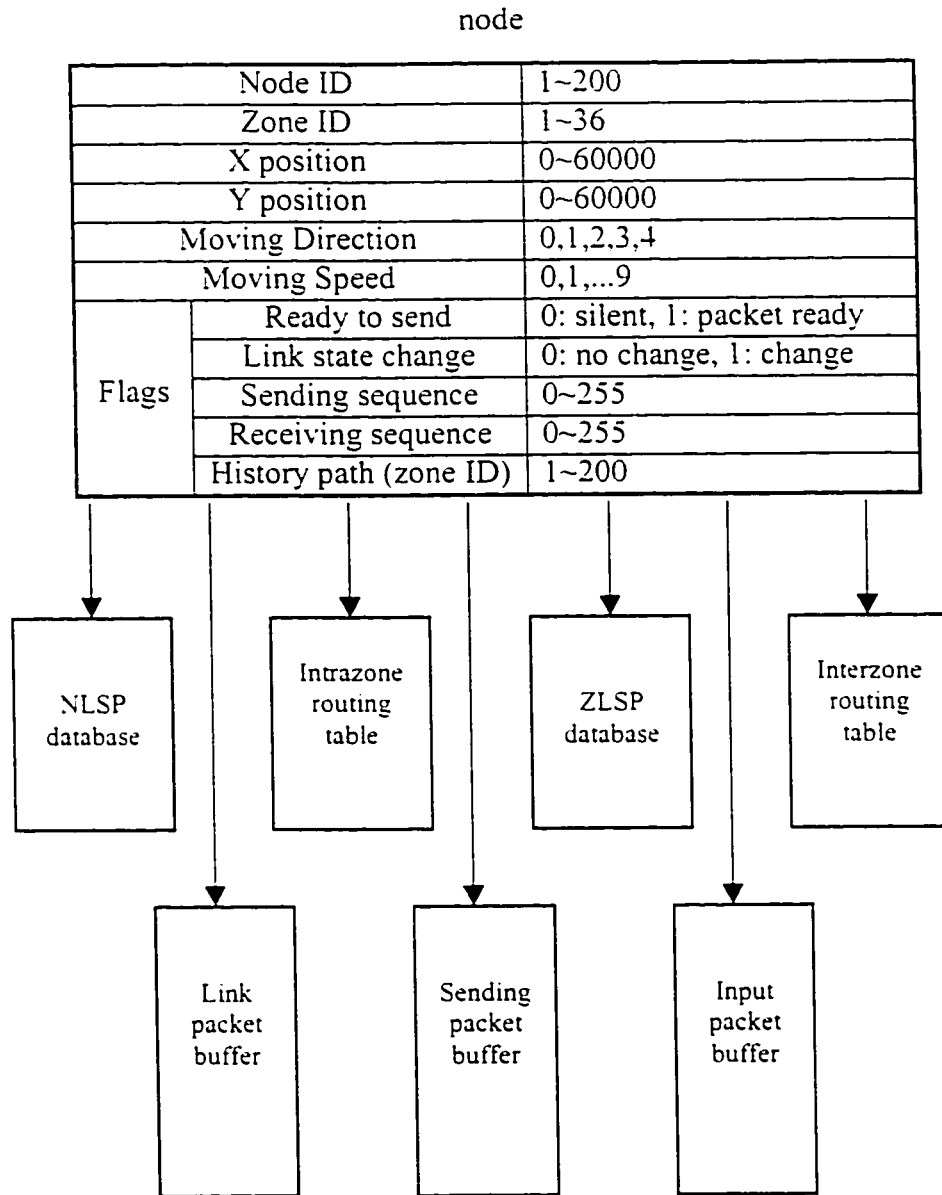 node
Node ID 1~200
Zone ID 1~36
X position 0~60000
Y position 0~60000
Moving Direction 0,1,2,3,4
Moving Speed 0,1,...9
Flags
Ready to send 0: silent, 1: packet ready
Link state change 0: no change, 1: change
Sending sequence 0~255
Receiving sequence 0~255
History path (zone ID) 1~200
NLSP
database
Intrazone
routing
table
ZLSP
database
Interzone
routing
table
Link
packet
buffer
Sending
packet
buffer
Input
packet
buffer